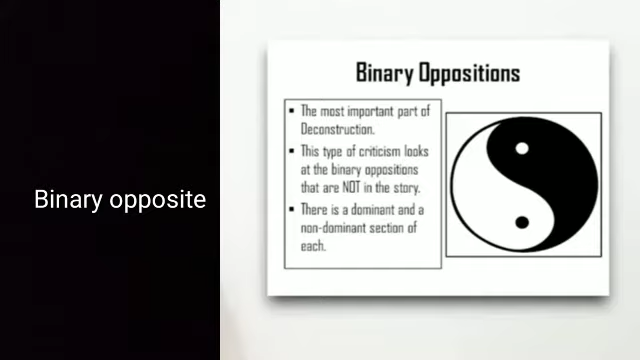 Binary opposite
Binary Oppositions
▪ The most important part of
Deconstruction.
▪ This type of criticism looks
at the binary oppositions
that are NOT in the story.
▪ There is a dominant and a
non-dominant section of
each.